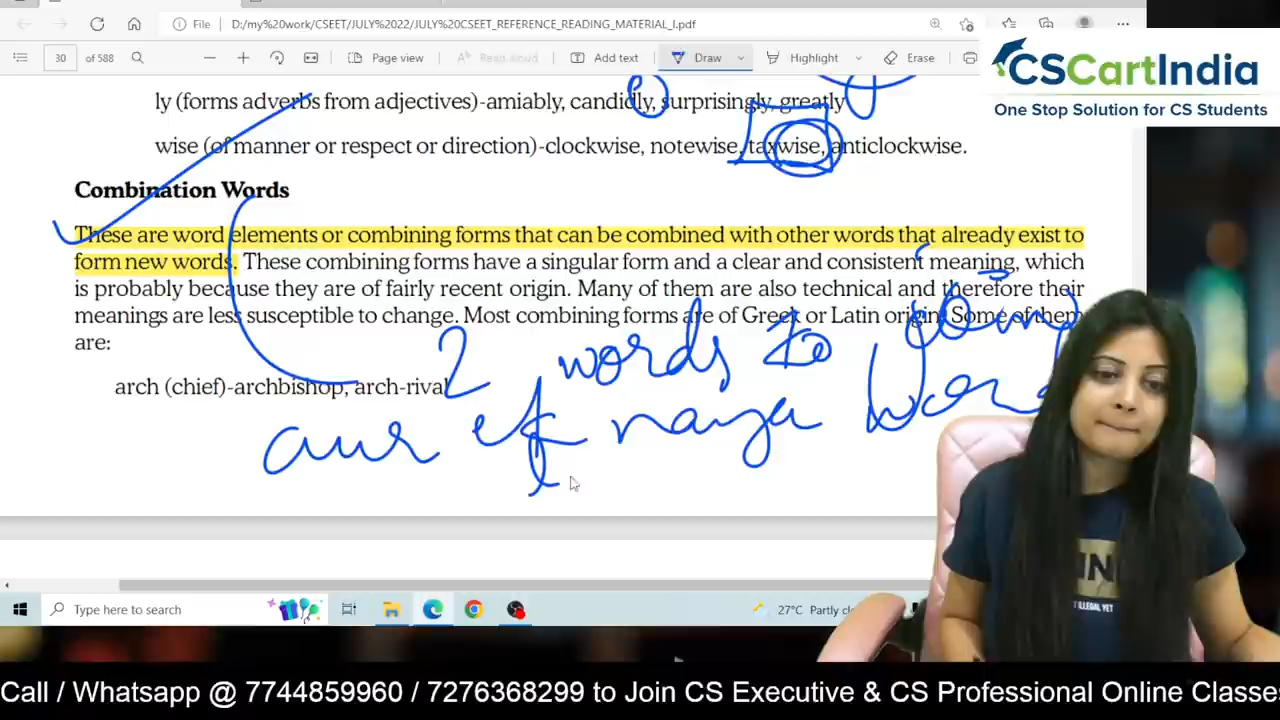 File
D:/my%20work/CSEET/JULY%2022/JULY%20CSEET_REFERENCE_READING_MATERIAL_I.pdf
30 of 588
Page view
Read aloud
Add text
Draw
Highlight
Erase
CSCartIndia
One Stop Solution for CS Students
ly (forms adverbs from adjectives)-amiably, candidly, surprisingly, greatly
wise (of manner or respect or direction)-clockwise, notewise, taxwise, anticlockwise.
Combination Words
These are word elements or combining forms that can be combined with other words that already exist to
form new words. These combining forms have a singular form and a clear and consistent meaning, which
is probably because they are of fairly recent origin. Many of them are also technical and therefore their
meanings are less susceptible to change. Most combining forms are of Greek or Latin origin. Some of them
are:
arch (chief)-archbishop, arch-rival
2 words to
aur ek naya
Type here to search
27°C Partly
Call / Whatsapp @ 7744859960 / 7276368299 to Join CS Executive & CS Professional Online Classes